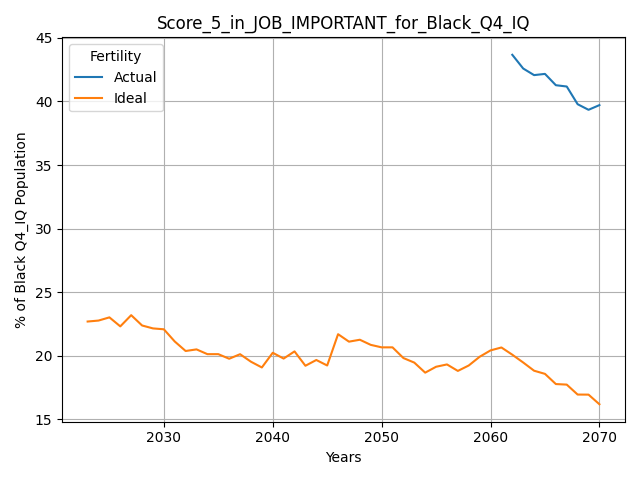 Score_5_in_JOB_IMPORTANT_for_Black_Q4_IQ
Fertility
Actual
Ideal
45
40
35
30
25
20
15
% of Black Q4_IQ Population
2030
2040
2050
2060
2070
Years